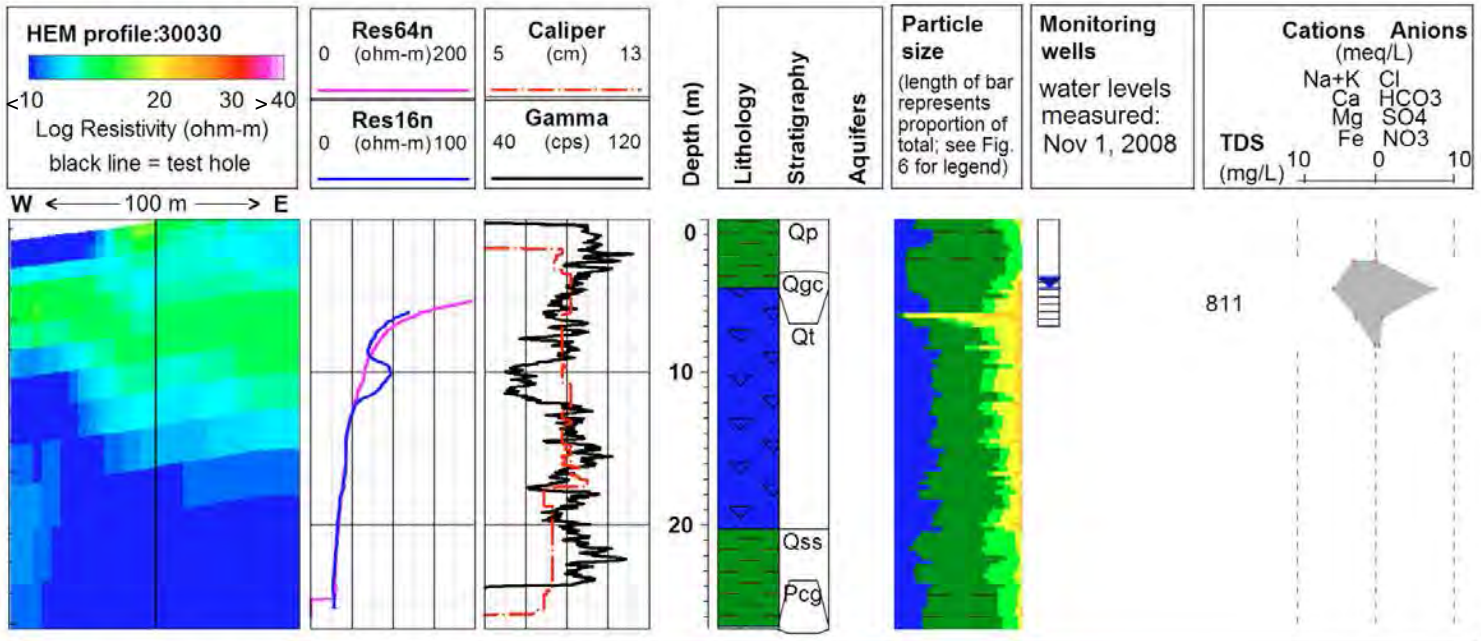 HEM profile:30030
<10 20 30 >40
Log Resistivity (ohm-m)
black line = test hole
W <—— 100 m ——> E
Res64n
0 (ohm-m)200
Res16n
0 (ohm-m)100
Caliper
5 (cm) 13
Gamma
40 (cps) 120
Depth (m)
Lithology
Stratigraphy
Aquifers
Particle
size
(length of bar
represents
proportion of
total; see Fig.
6 for legend)
Monitoring
wells
water levels
measured:
Nov 1, 2008
Cations Anions
(meq/L)
Na+K Cl
Ca HCO3
Mg SO4
Fe NO3
TDS
(mg/L)
10 0 10
0
10
20
Qp
Qgc
Qt
Qss
Pcg
811